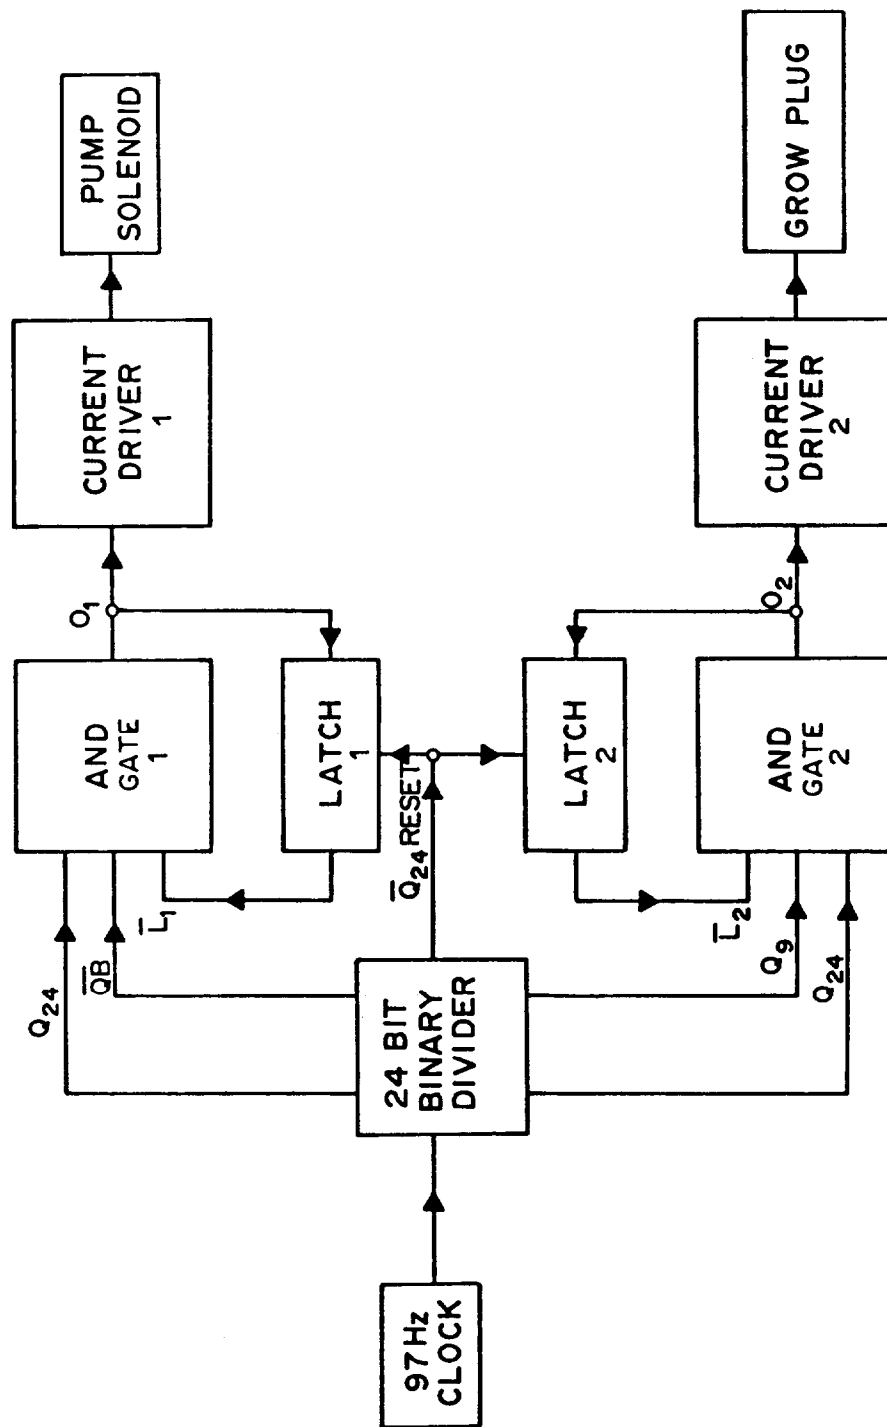 97Hz
CLOCK
24 BIT
BINARY
DIVIDER
Q24
Q̅B̅
L̅1
Q̅24 RESET
L̅2
Q9
Q24
AND
GATE
1
LATCH
1
LATCH
2
AND
GATE
2
O1
O2
CURRENT
DRIVER
1
CURRENT
DRIVER
2
PUMP
SOLENOID
GROW PLUG